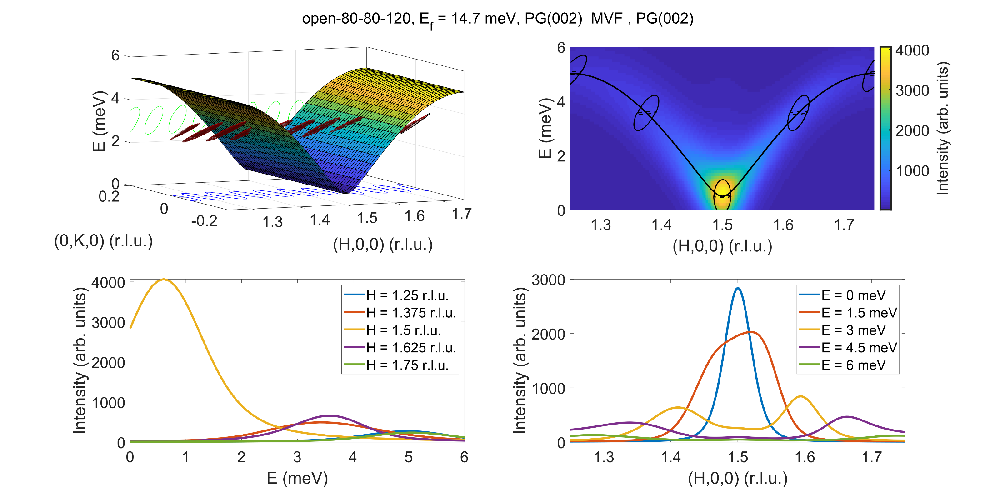 open-80-80-120, E_f = 14.7 meV, PG(002)  MVF , PG(002)
E (meV)
6
4
2
0
0.2
0
-0.2
1.3
1.4
1.5
1.6
1.7
(0,K,0) (r.l.u.)
(H,0,0) (r.l.u.)
E (meV)
6
4
2
0
1.3
1.4
1.5
1.6
1.7
(H,0,0) (r.l.u.)
4000
3000
2000
1000
Intensity (arb. units)
Intensity (arb. units)
4000
3000
2000
1000
0
0
1
2
3
4
5
6
E (meV)
H = 1.25 r.l.u.
H = 1.375 r.l.u.
H = 1.5 r.l.u.
H = 1.625 r.l.u.
H = 1.75 r.l.u.
Intensity (arb. units)
3000
2000
1000
0
1.3
1.4
1.5
1.6
1.7
(H,0,0) (r.l.u.)
E = 0 meV
E = 1.5 meV
E = 3 meV
E = 4.5 meV
E = 6 meV